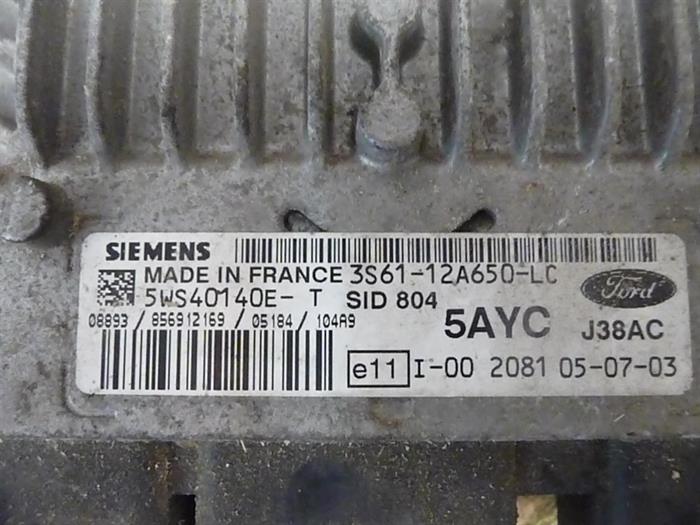 SIEMENS
MADE IN FRANCE 3S61-12A650-LC
5WS40140E- T SID 804
Ford
08893/856912169/05184/104A9
5AYC J38AC
e11 I-00 2081 05-07-03